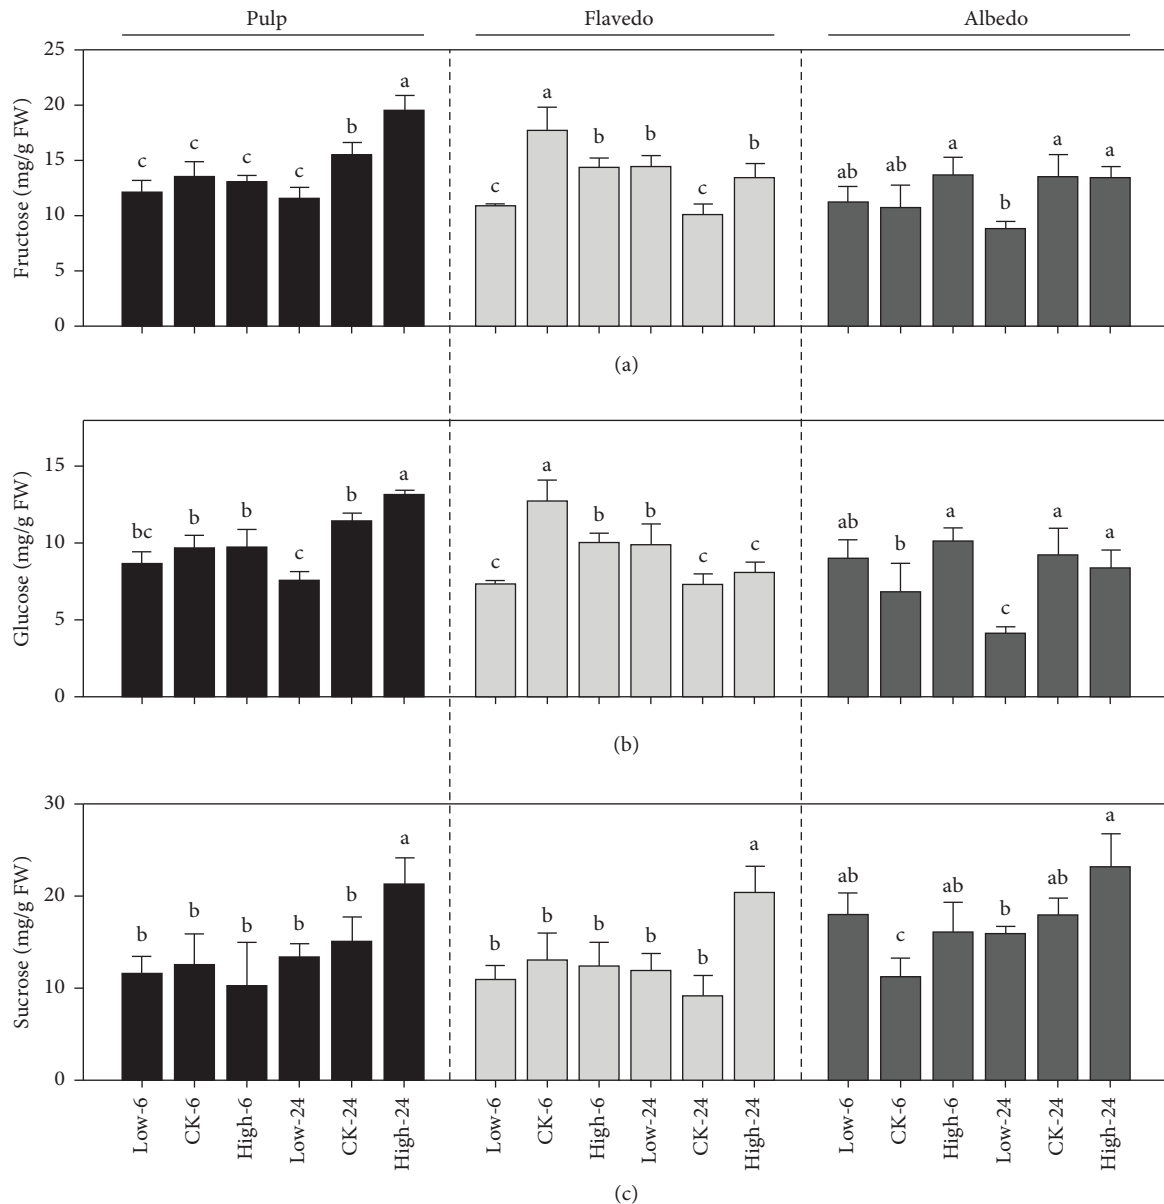 Pulp Flavedo Albedo
25
20
15
10
5
0
Fructose (mg/g FW)
c c c c b a
a b b c b
c
ab ab a b a a
(a)
15
10
5
0
Glucose (mg/g FW)
bc b b c b a
c a b b c c
ab b a c a a
(b)
30
20
10
0
Sucrose (mg/g FW)
b b b b b a
b b b b b a
ab c ab b ab a
Low-6 CK-6 High-6 Low-24 CK-24 High-24 Low-6 CK-6 High-6 Low-24 CK-24 High-24 Low-6 CK-6 High-6 Low-24 CK-24 High-24
(c)